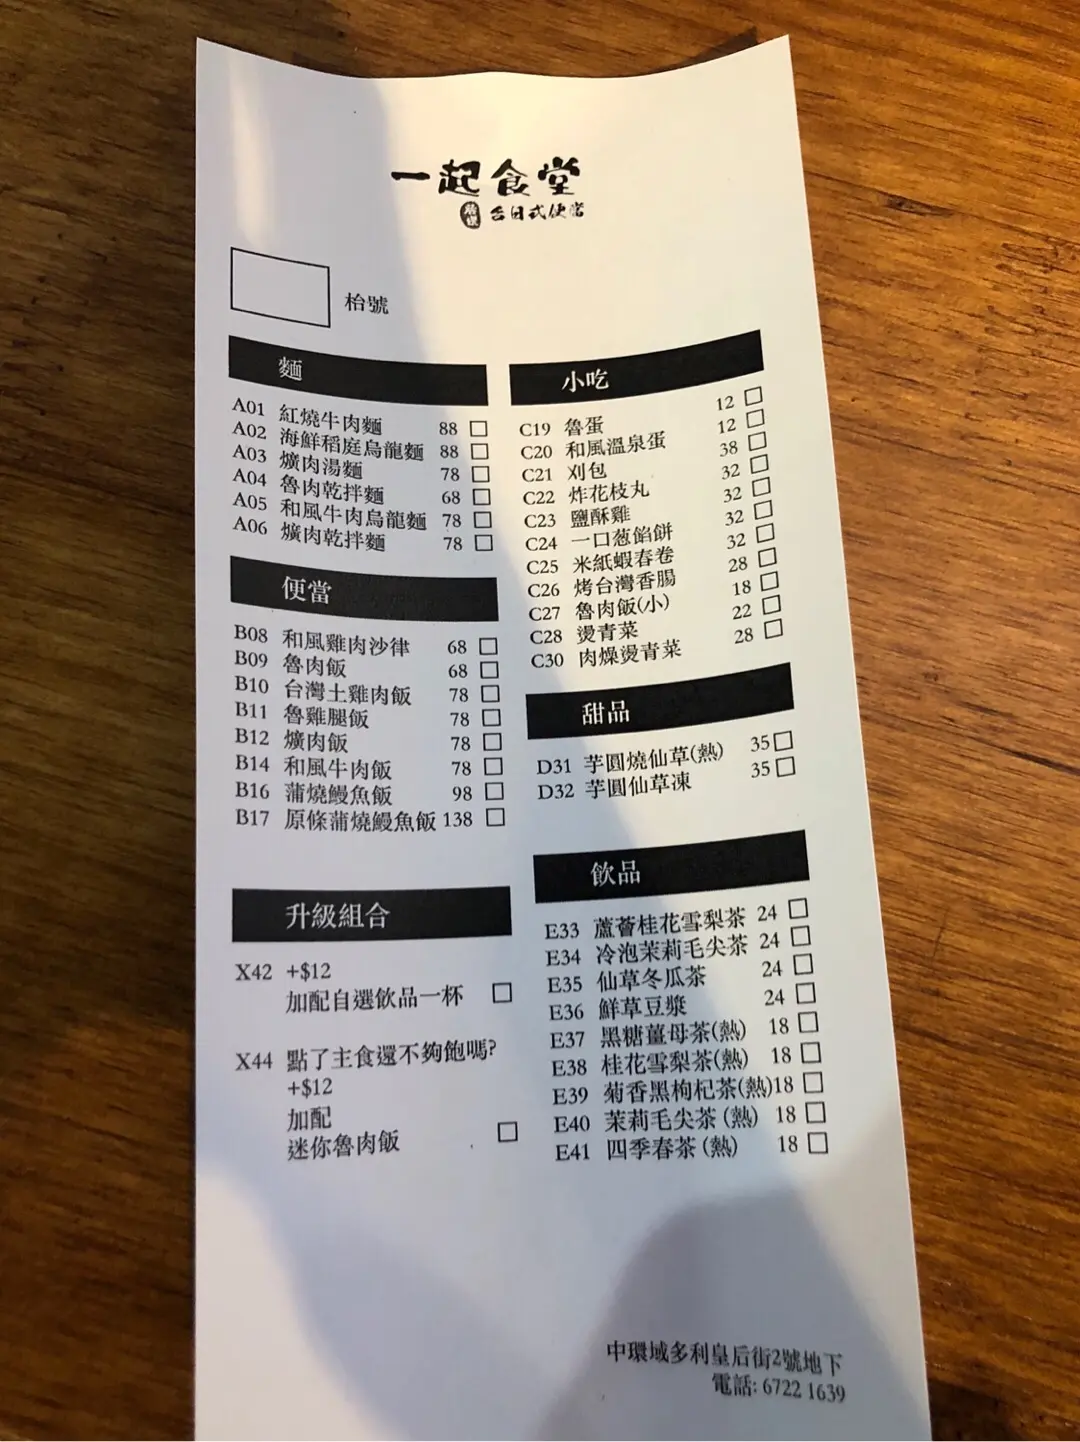 一起食堂
台日式便當
枱號
麵
A01 紅燒牛肉麵 88
A02 海鮮稻庭烏龍麵 88
A03 爌肉湯麵 78
A04 魯肉乾拌麵 68
A05 和風牛肉烏龍麵 78
A06 爌肉乾拌麵 78
便當
B08 和風雞肉沙律 68
B09 魯肉飯 68
B10 台灣土雞肉飯 78
B11 魯雞腿飯 78
B12 爌肉飯 78
B14 和風牛肉飯 78
B16 蒲燒鰻魚飯 98
B17 原條蒲燒鰻魚飯 138
升級組合
X42 +$12
加配自選飲品一杯
X44 點了主食還不夠飽嗎?
+$12
加配
迷你魯肉飯
小吃
C19 魯蛋 12
C20 和風溫泉蛋 12
C21 刈包 38
C22 炸花枝丸 32
C23 鹽酥雞 32
C24 一口葱餡餅 32
C25 米紙蝦春卷 32
C26 烤台灣香腸 28
C27 魯肉飯(小) 18
C28 燙青菜 22
C30 肉燥燙青菜 28
甜品
D31 芋圓燒仙草(熱) 35
D32 芋圓仙草凍 35
飲品
E33 蘆薈桂花雪梨茶 24
E34 冷泡茉莉毛尖茶 24
E35 仙草冬瓜茶 24
E36 鮮草豆漿 24
E37 黑糖薑母茶(熱) 18
E38 桂花雪梨茶(熱) 18
E39 菊香黑枸杞茶(熱) 18
E40 茉莉毛尖茶 (熱) 18
E41 四季春茶 (熱) 18
中環域多利皇后街2號地下
電話: 6722 1639